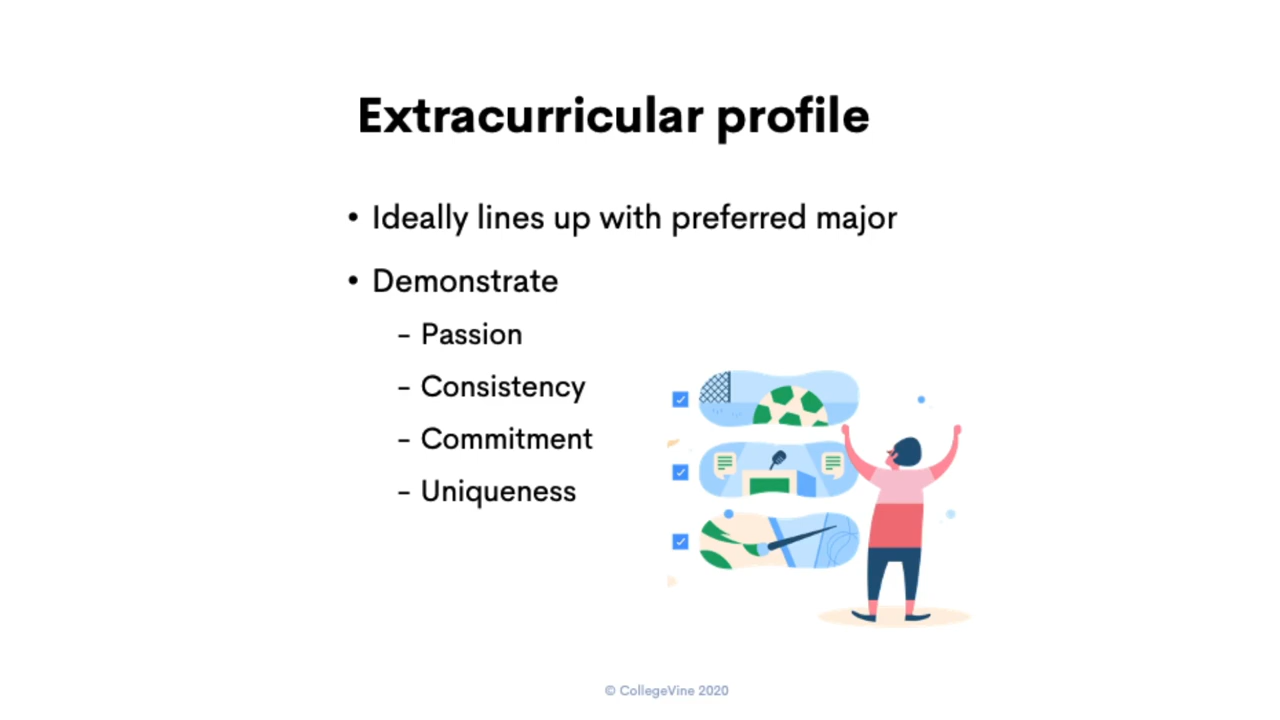 Extracurricular profile
• Ideally lines up with preferred major
• Demonstrate
- Passion
- Consistency
- Commitment
- Uniqueness
© CollegeVine 2020